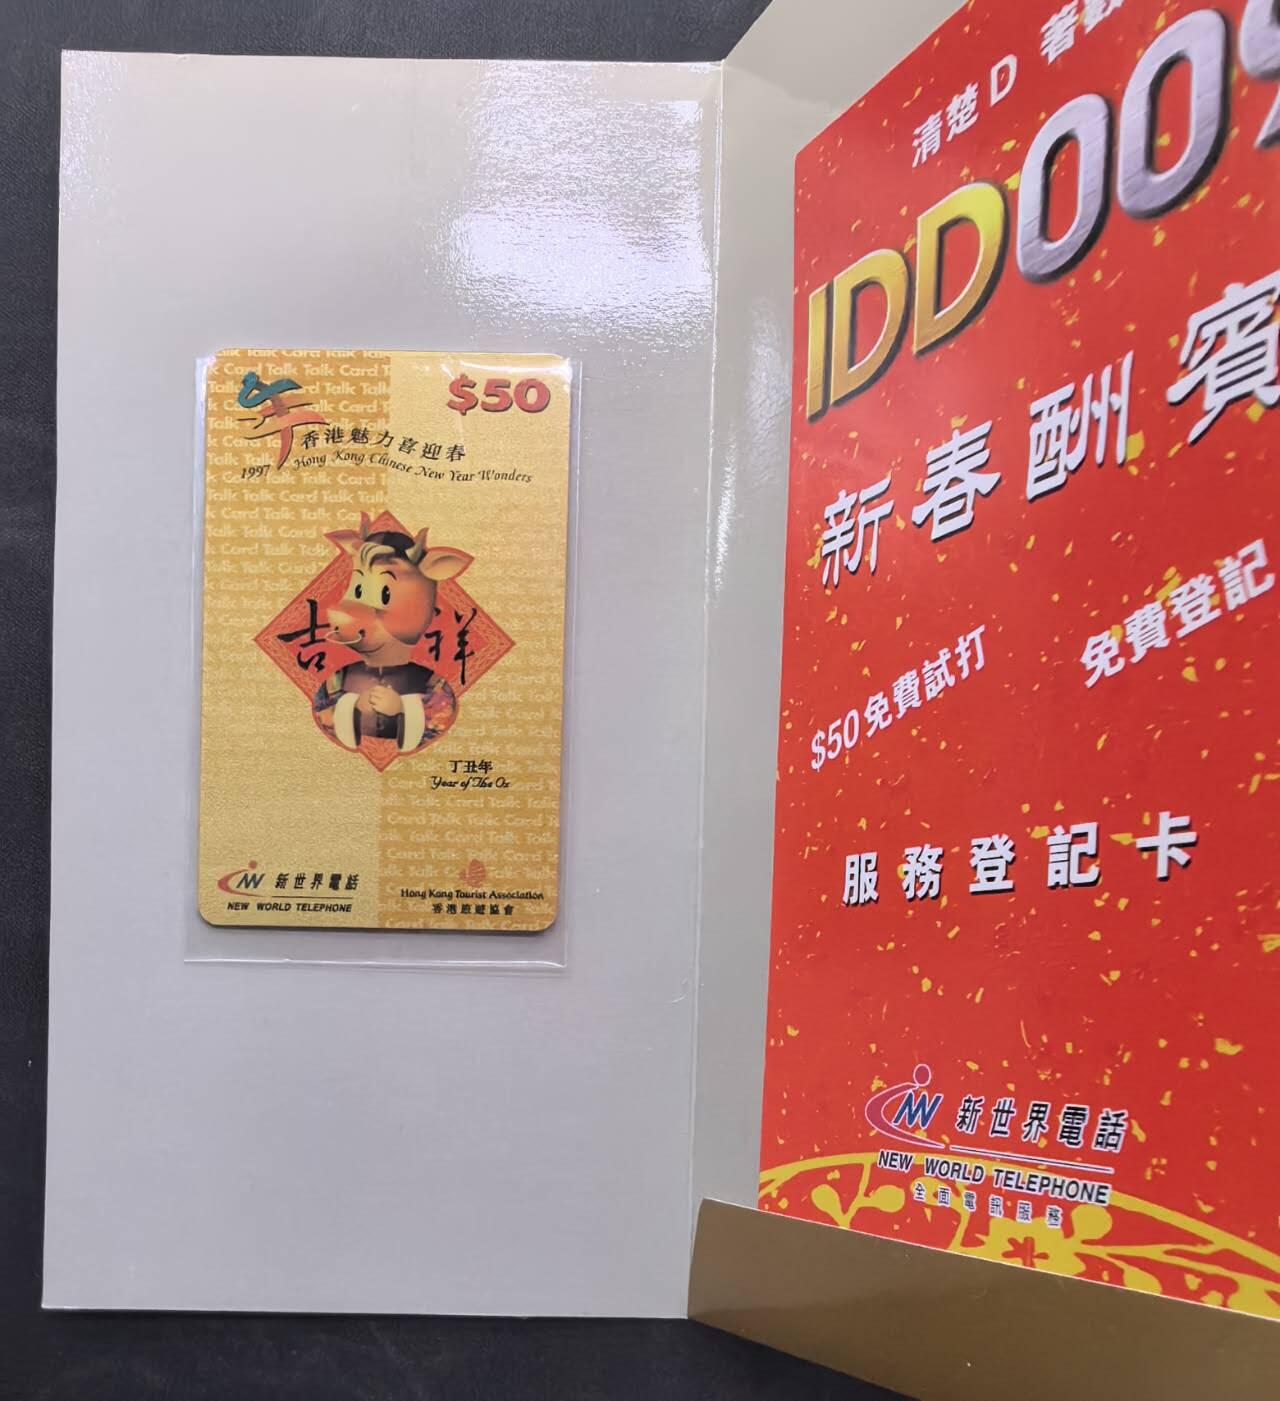 $50
年
香港魅力喜迎春
1997 Hong Kong Chinese New Year Wonders
吉祥
丁丑年
Year of The Ox
新世界電話
NEW WORLD TELEPHONE
Hong Kong Tourist Association
香港旅遊協會
清楚D 著數
IDD009
新春酬賓
$50免費試打
免費登記
服務登記卡
新世界電話
NEW WORLD TELEPHONE
全面電訊服務